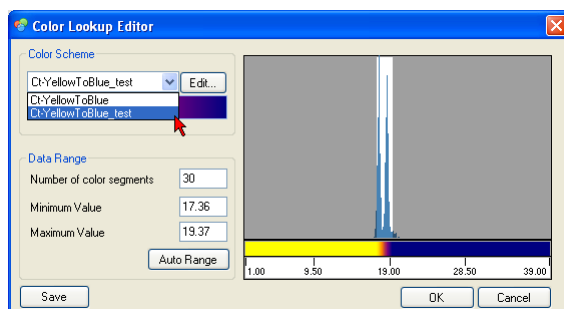 Color Lookup Editor
Color Scheme
Ct-YellowToBlue_test
Edit...
Ct-YellowToBlue
Ct-YellowToBlue_test
Data Range
Number of color segments 30
Minimum Value 17.36
Maximum Value 19.37
Auto Range
1.00 9.50 19.00 28.50 39.00
Save OK Cancel